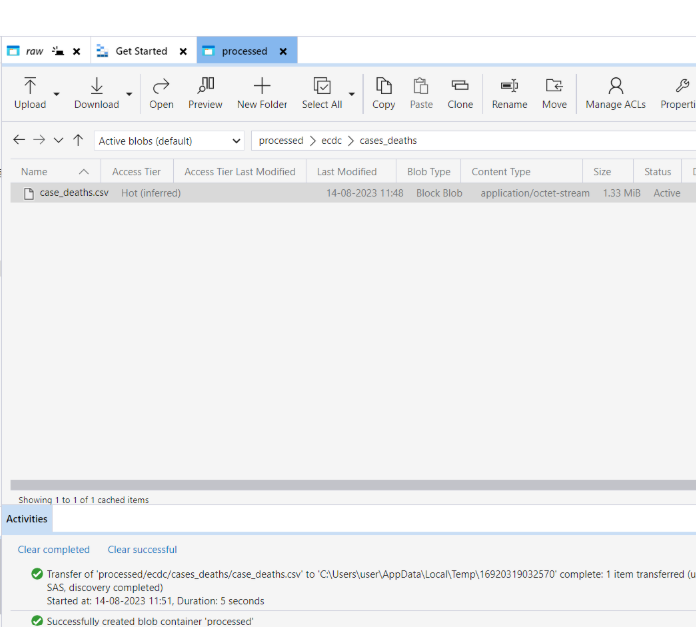 raw Get Started processed
Upload Download Open Preview New Folder Select All Copy Paste Clone Rename Move Manage ACLs Properti
Active blobs (default) processed ecdc cases_deaths
Name Access Tier Access Tier Last Modified Last Modified Blob Type Content Type Size Status
case_deaths.csv Hot (inferred) 14-08-2023 11:48 Block Blob application/octet-stream 1.33 MiB Active
Showing 1 to 1 of 1 cached items
Activities
Clear completed Clear successful
Transfer of 'processed/ecdc/cases_deaths/case_deaths.csv' to 'C:\Users\user\AppData\Local\Temp\16920319032570' complete: 1 item transferred (u
SAS, discovery completed)
Started at: 14-08-2023 11:51, Duration: 5 seconds
Successfully created blob container 'processed'